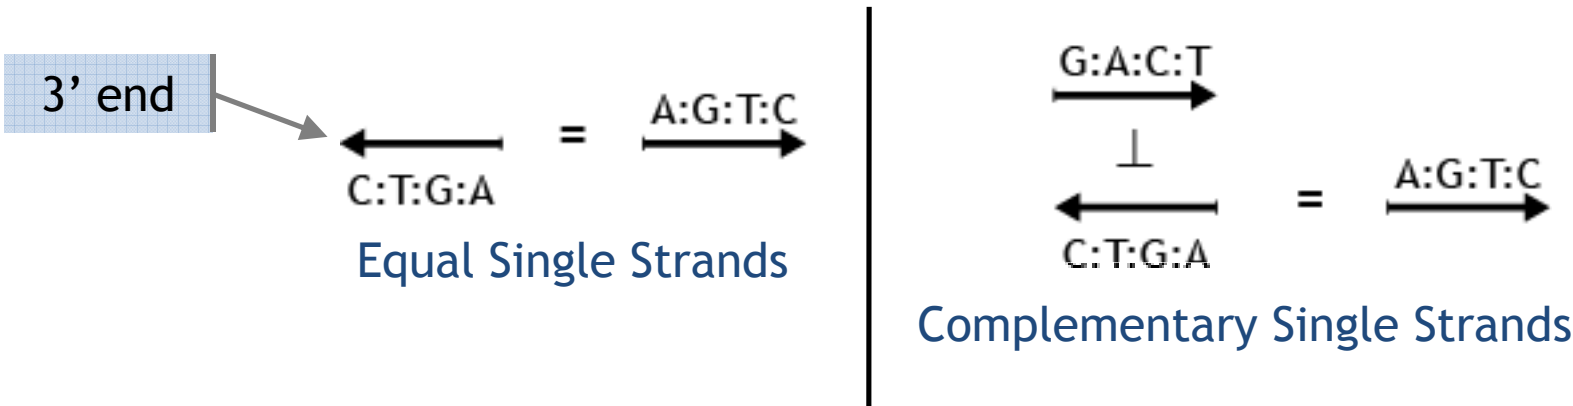 3’ end
=
A:G:T:C
C:T:G:A
Equal Single Strands
G:A:C:T
⊥
=
A:G:T:C
C:T:G:A
Complementary Single Strands